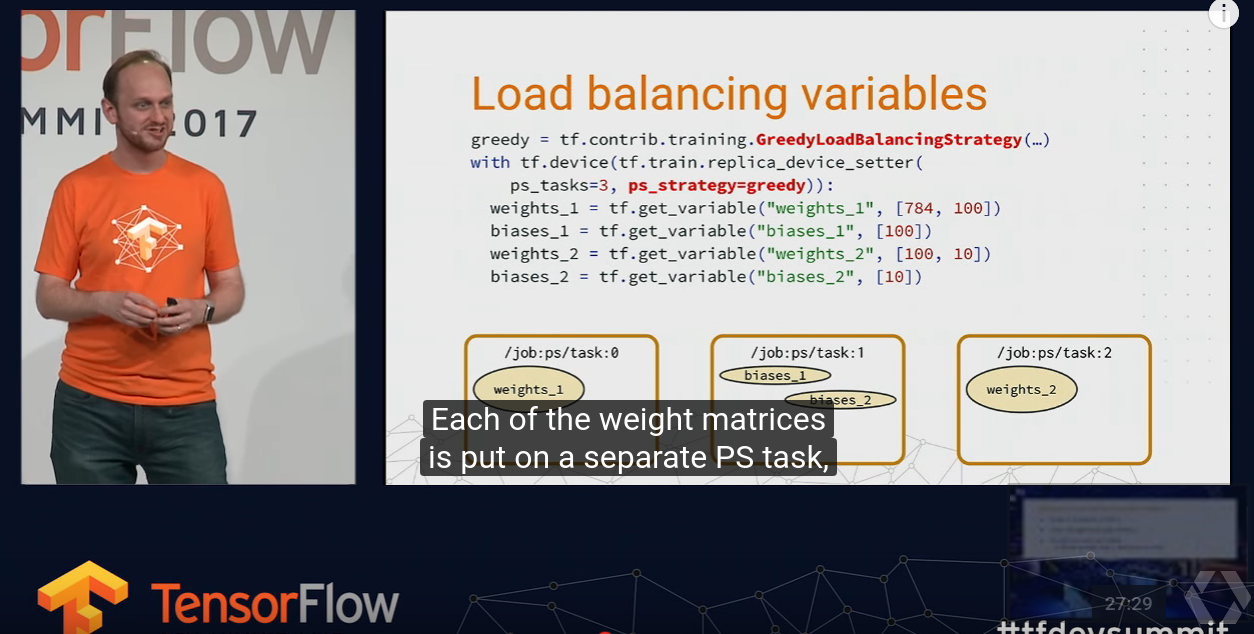 orFlow
MMI 2017
i
Load balancing variables
greedy = tf.contrib.training.GreedyLoadBalancingStrategy(…)
with tf.device(tf.train.replica_device_setter(
ps_tasks=3, ps_strategy=greedy)):
weights_1 = tf.get_variable("weights_1", [784, 100])
biases_1 = tf.get_variable("biases_1", [100])
weights_2 = tf.get_variable("weights_2", [100, 10])
biases_2 = tf.get_variable("biases_2", [10])
/job:ps/task:0
weights_1
/job:ps/task:1
biases_1
biases_2
/job:ps/task:2
weights_2
Each of the weight matrices
is put on a separate PS task,
TensorFlow
27:29
#tfdevsummit